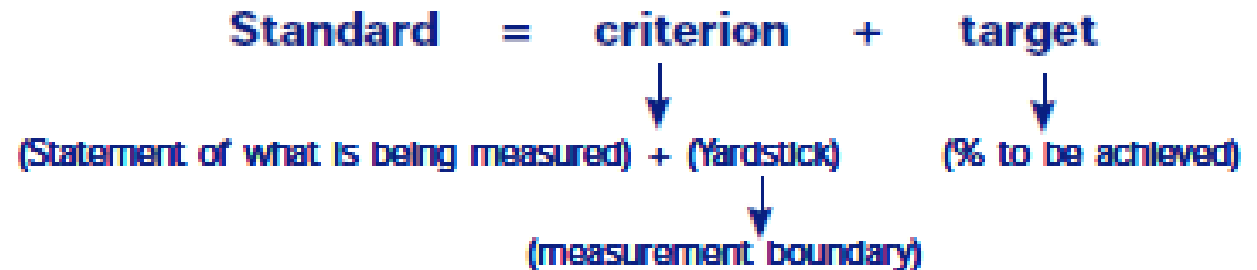 Standard = criterion + target
(Statement of what is being measured) + (Yardstick) (% to be achieved)
(measurement boundary)